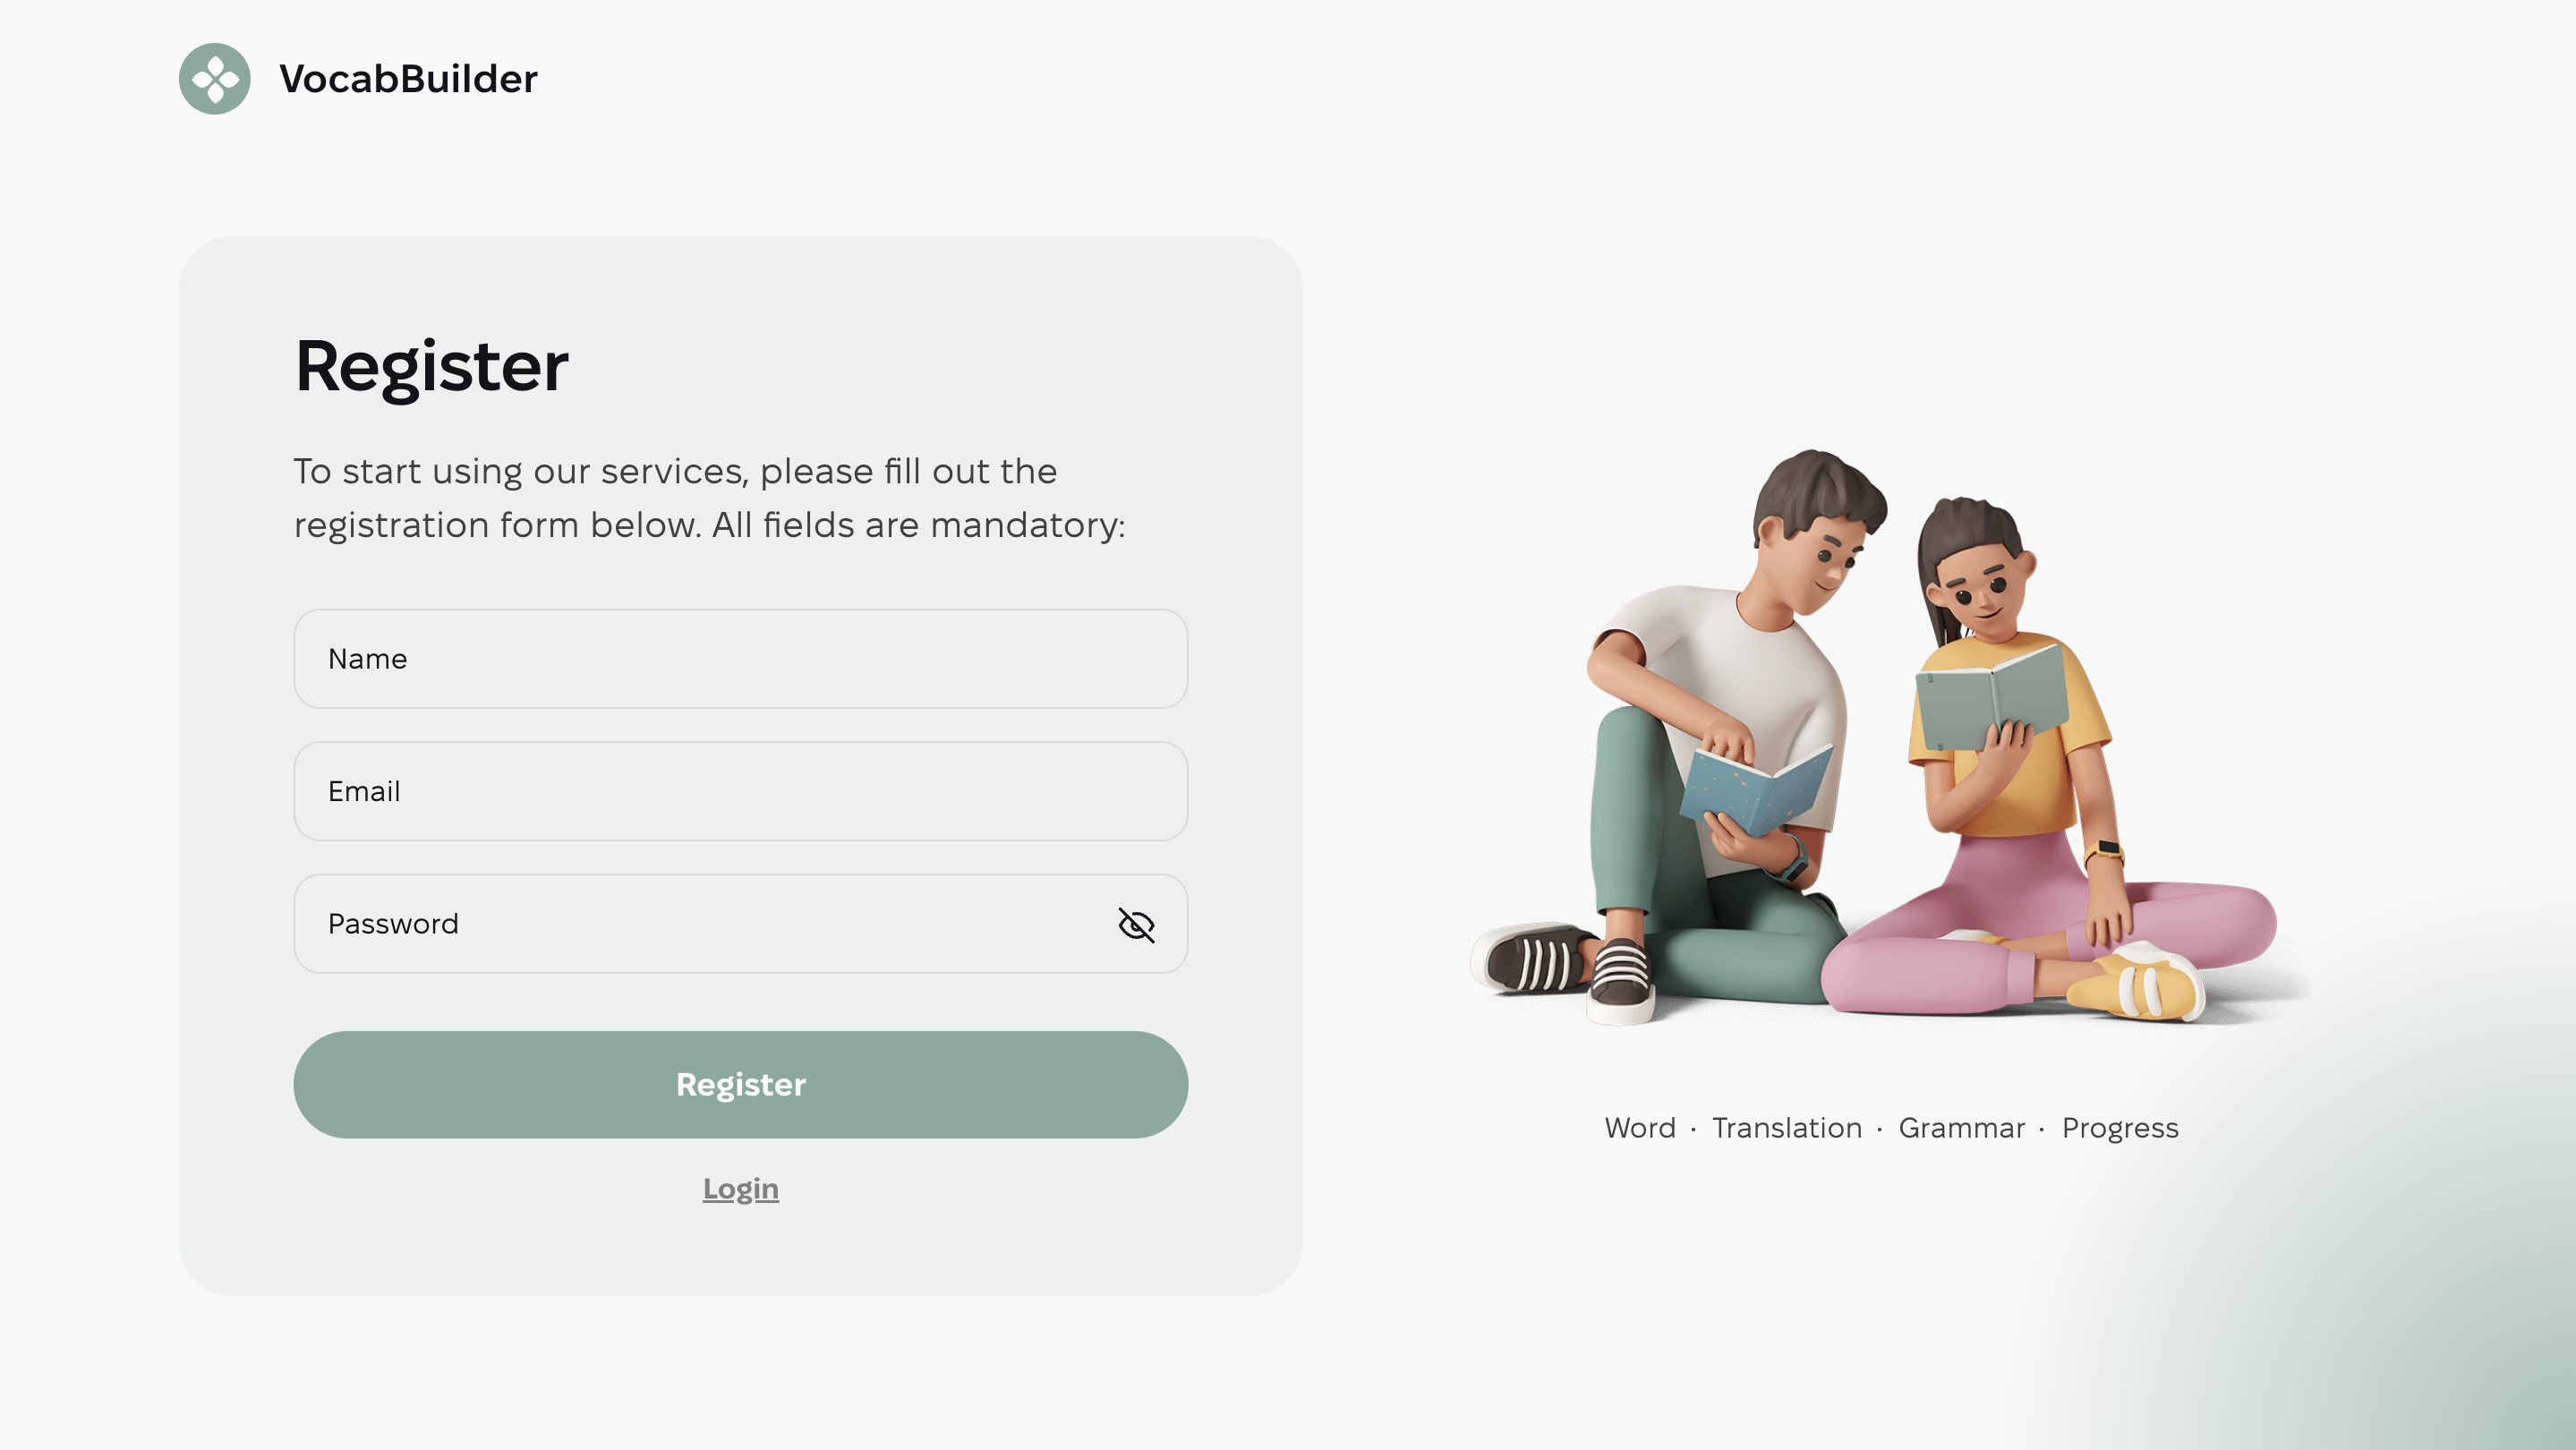 VocabBuilder
Register
To start using our services, please fill out the
registration form below. All fields are mandatory:
Name
Email
Password
Register
Login
Word · Translation · Grammar · Progress